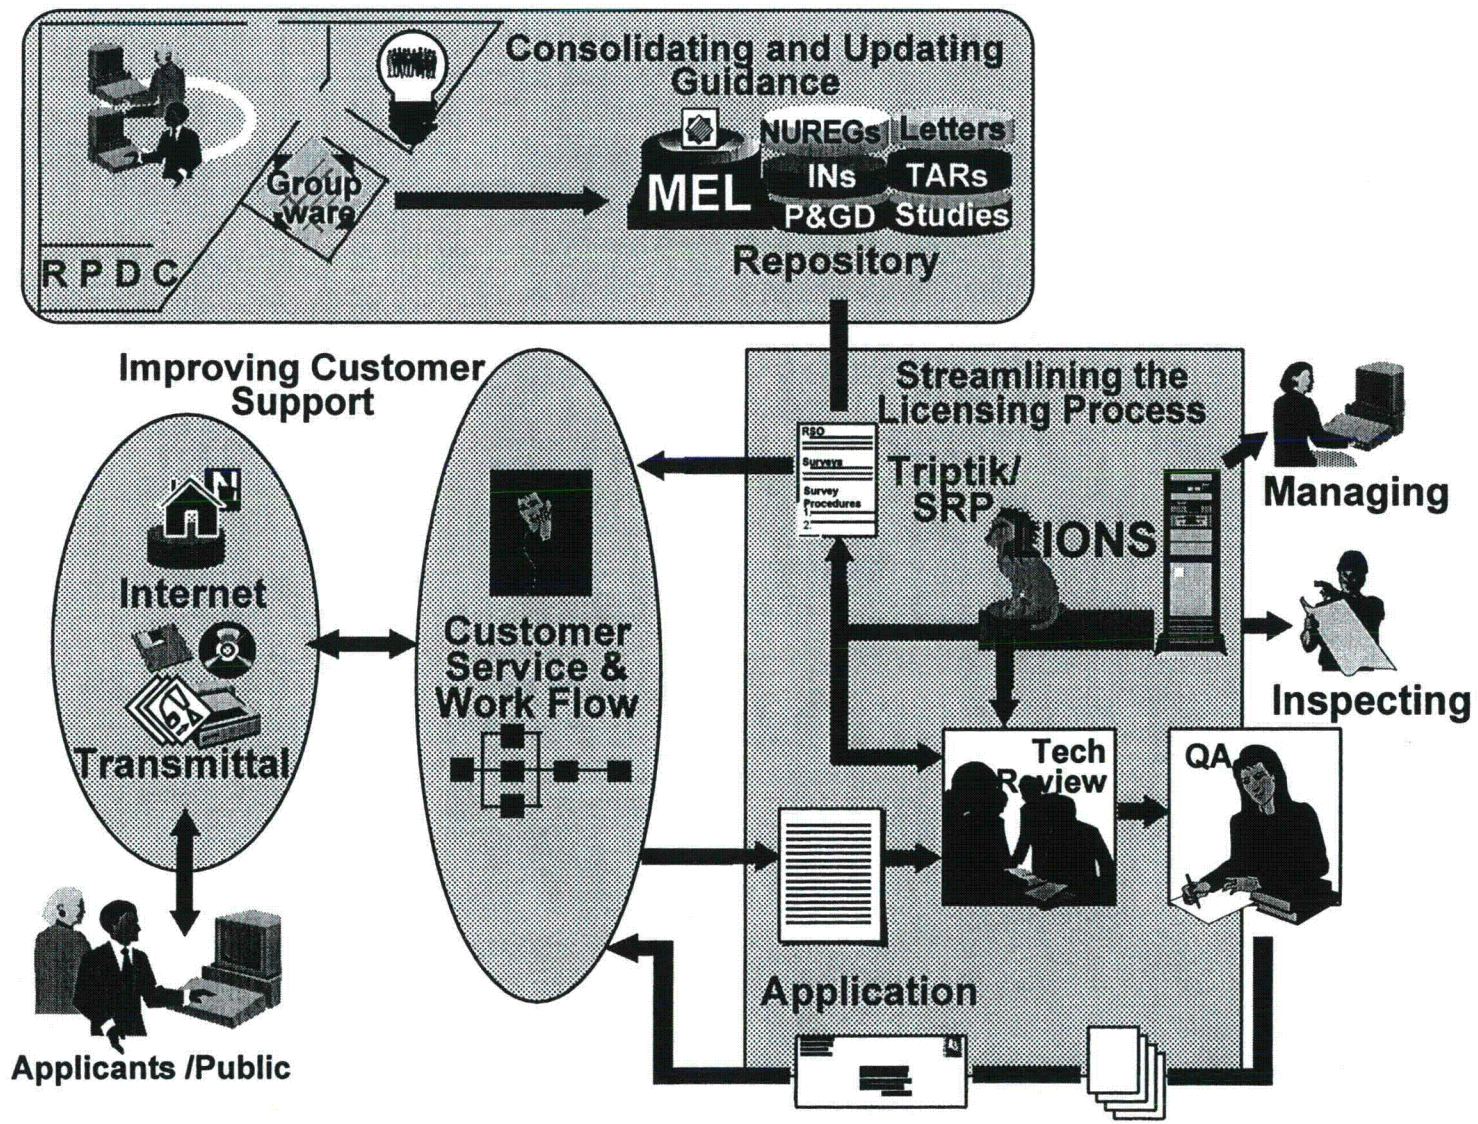 Consolidating and Updating
Guidance
NUREGs
Letters
MEL
INs
TARs
P&GD
Studies
Group
ware
Repository
R P D C
Improving Customer
Support
Streamlining the
Licensing Process
RSO
Surveys
Survey
Procedures
1.
2.
Triptik/
SRP
LIONS
Managing
N
Internet
Customer
Service &
Work Flow
Inspecting
Transmittal
Tech
Review
QA
Application
Applicants /Public